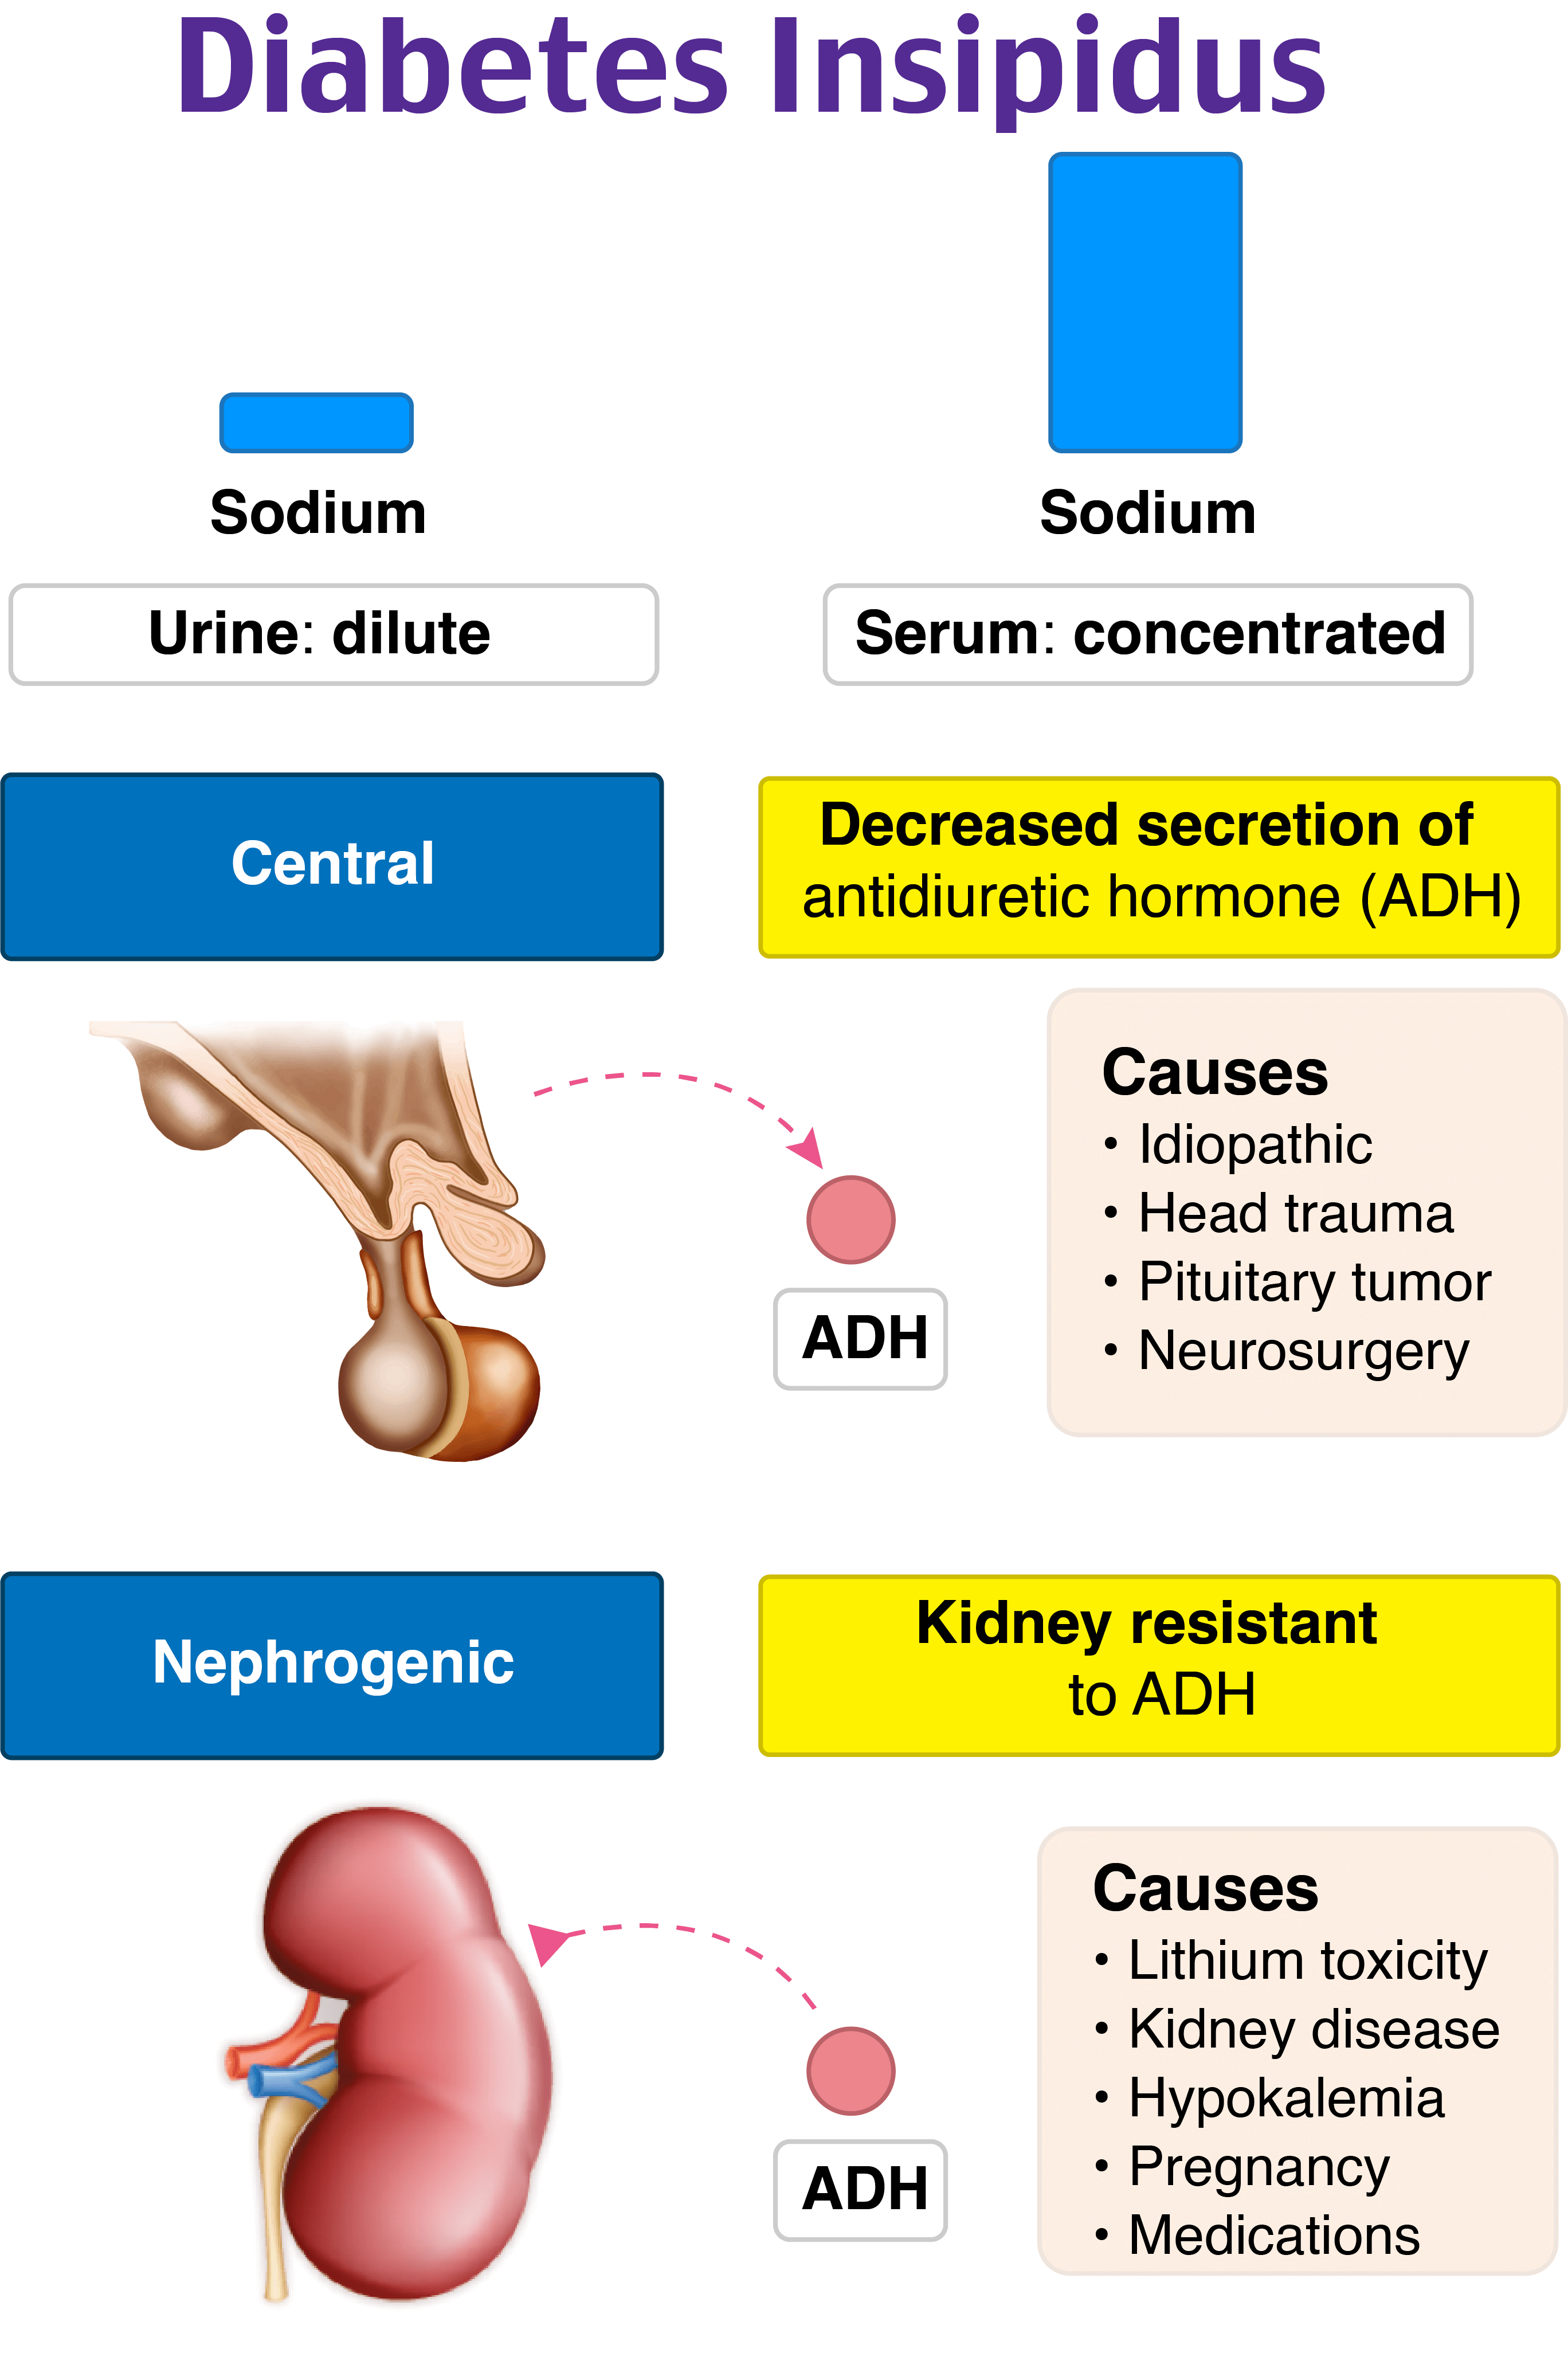 Diabetes Insipidus
Sodium
Sodium
Urine: dilute
Serum: concentrated
Central
Decreased secretion of
antidiuretic hormone (ADH)
ADH
Causes
• Idiopathic
• Head trauma
• Pituitary tumor
• Neurosurgery
Nephrogenic
Kidney resistant
to ADH
ADH
Causes
• Lithium toxicity
• Kidney disease
• Hypokalemia
• Pregnancy
• Medications